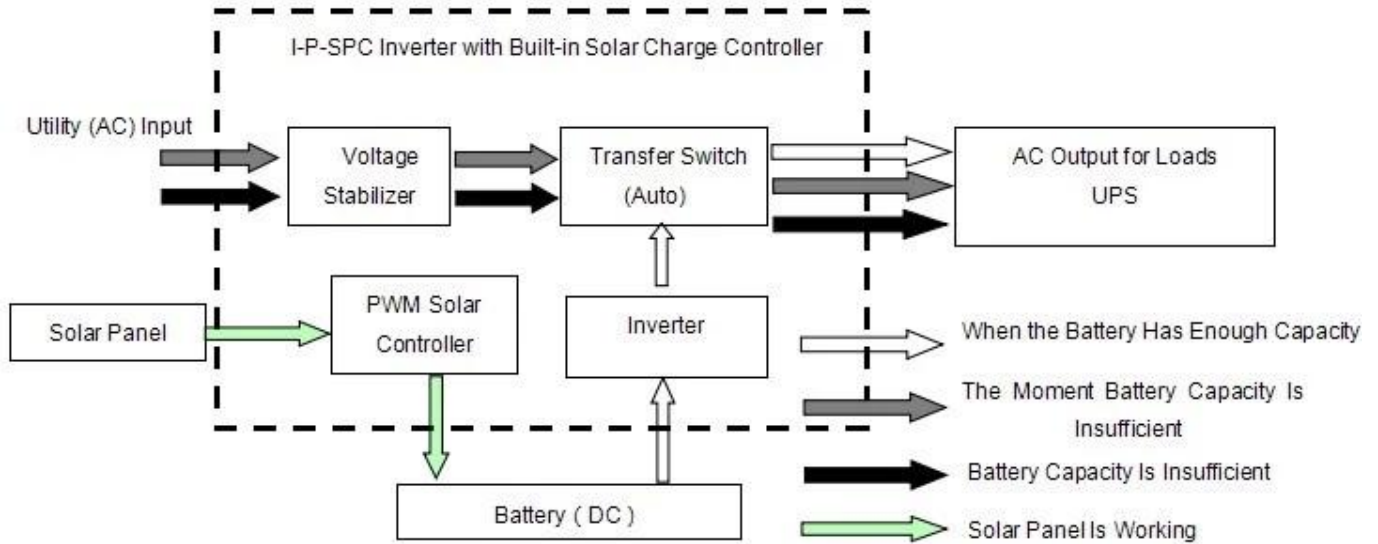 I-P-SPC Inverter with Built-in Solar Charge Controller
Utility (AC) Input
Voltage
Stabilizer
Transfer Switch
(Auto)
AC Output for Loads
UPS
Solar Panel
PWM Solar
Controller
Inverter
When the Battery Has Enough Capacity
The Moment Battery Capacity Is
Insufficient
Battery Capacity Is Insufficient
Battery ( DC )
Solar Panel Is Working